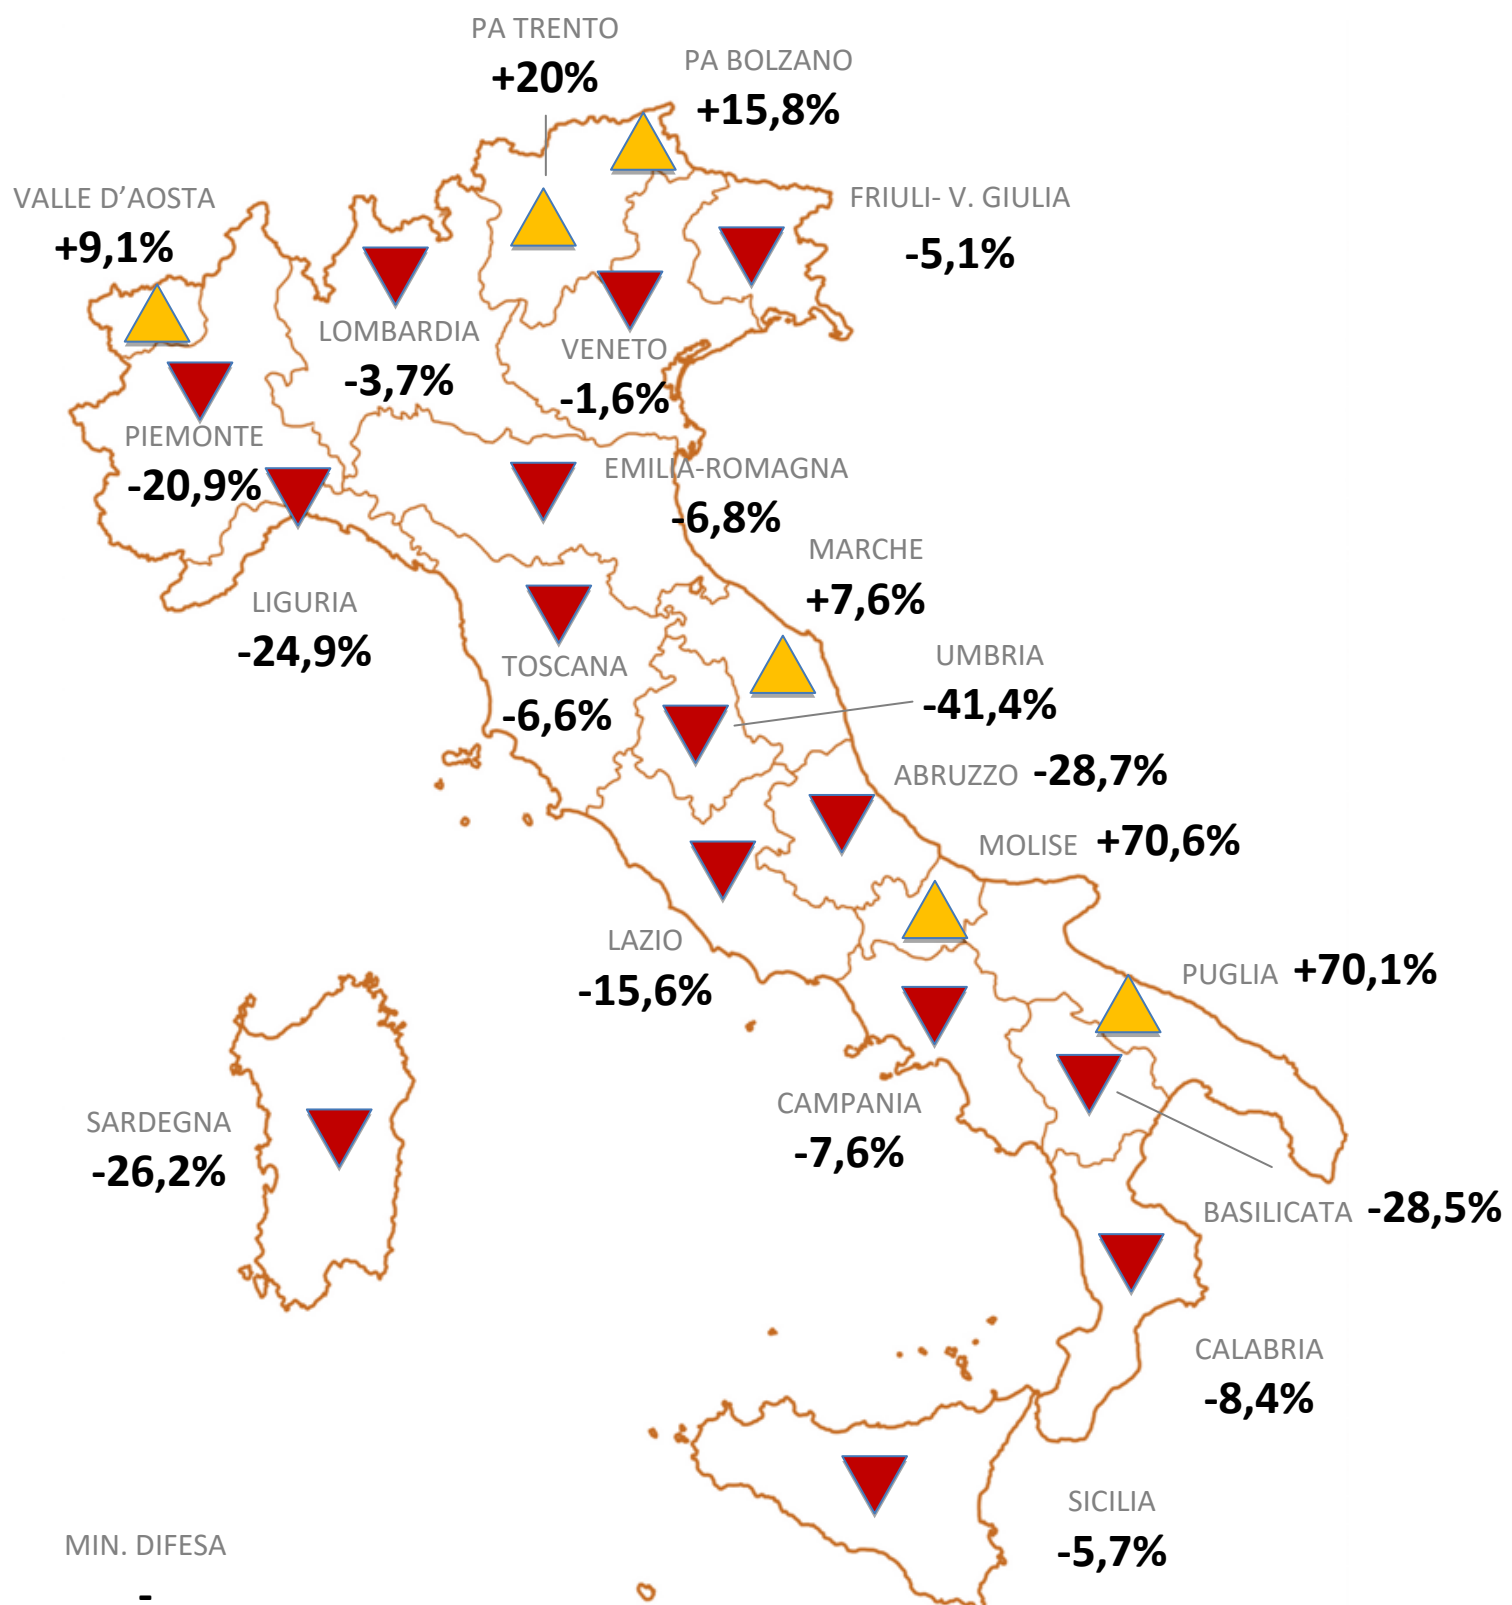 PA TRENTO
+20%
PA BOLZANO
+15,8%
VALLE D’AOSTA
+9,1%
FRIULI- V. GIULIA
-5,1%
LOMBARDIA
-3,7%
VENETO
-1,6%
PIEMONTE
-20,9%
EMILIA-ROMAGNA
-6,8%
MARCHE
+7,6%
LIGURIA
-24,9%
TOSCANA
-6,6%
UMBRIA
-41,4%
ABRUZZO -28,7%
MOLISE +70,6%
LAZIO
-15,6%
PUGLIA +70,1%
CAMPANIA
-7,6%
SARDEGNA
-26,2%
BASILICATA -28,5%
CALABRIA
-8,4%
SICILIA
-5,7%
MIN. DIFESA
-